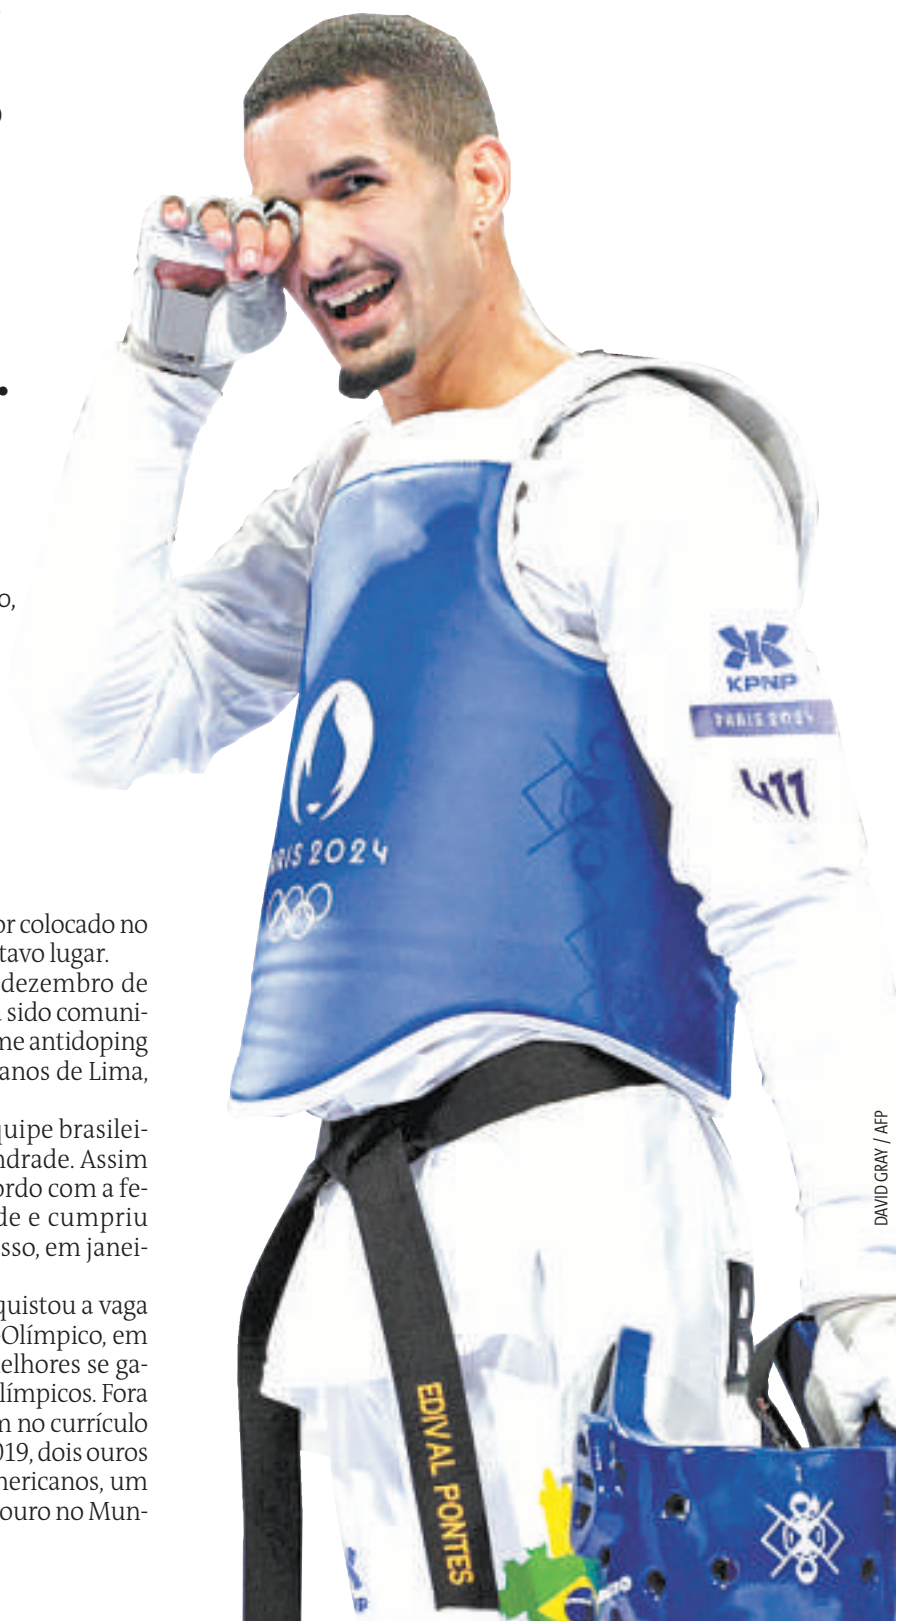 o,
or colocado no
tavo lugar.
dezembro de
sido comuni-
me antidoping
anos de Lima,
quipe brasilei-
ndrade. Assim
ordo com a fe-
de e cumpriu
sso, em janei-
quistou a vaga
Olímpico, em
elhores se ga-
límpicos. Fora
m no currículo
019, dois ouros
mericanos, um
ouro no Mun-
KPNP
PARIS 2024
RIS 2024
DAVID GRAY / AFP
EDIVAL PONTES